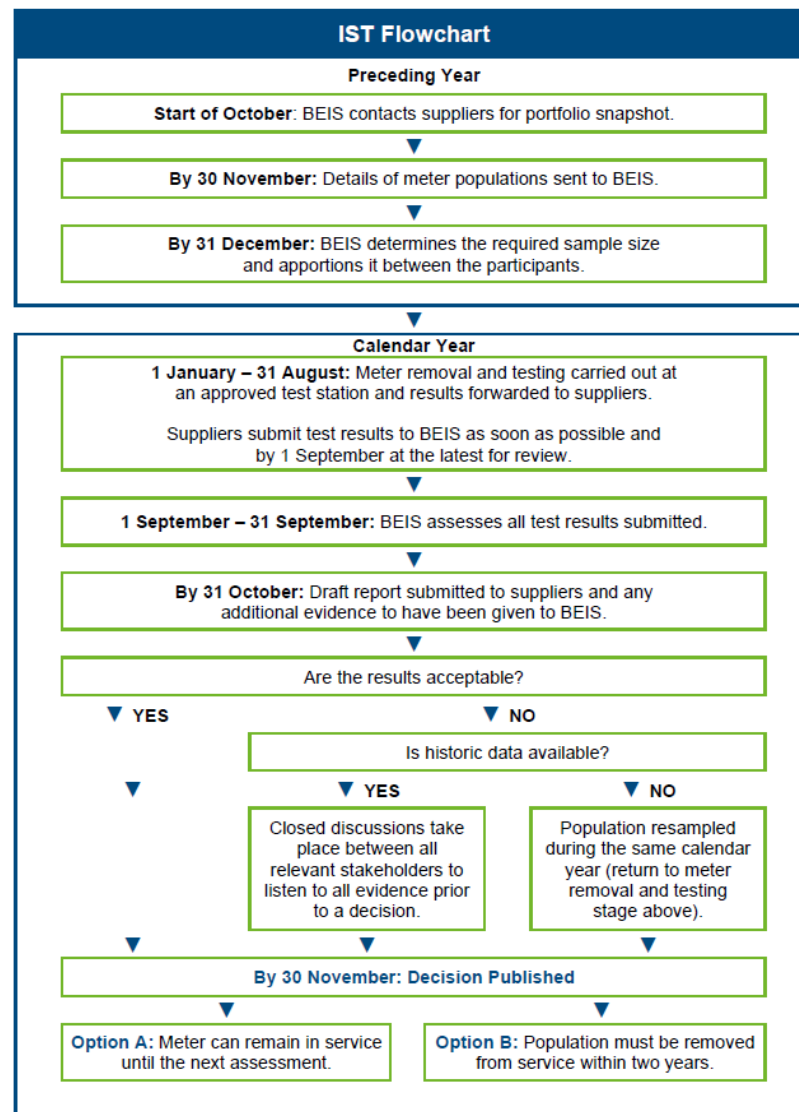 IST Flowchart
Preceding Year
Start of October: BEIS contacts suppliers for portfolio snapshot.
By 30 November: Details of meter populations sent to BEIS.
By 31 December: BEIS determines the required sample size
and apportions it between the participants.
Calendar Year
1 January – 31 August: Meter removal and testing carried out at
an approved test station and results forwarded to suppliers.
Suppliers submit test results to BEIS as soon as possible and
by 1 September at the latest for review.
1 September – 31 September: BEIS assesses all test results submitted.
By 31 October: Draft report submitted to suppliers and any
additional evidence to have been given to BEIS.
Are the results acceptable?
YES
NO
Is historic data available?
YES
NO
Closed discussions take
place between all
relevant stakeholders to
listen to all evidence prior
to a decision.
Population resampled
during the same calendar
year (return to meter
removal and testing
stage above).
By 30 November: Decision Published
Option A: Meter can remain in service
until the next assessment.
Option B: Population must be removed
from service within two years.